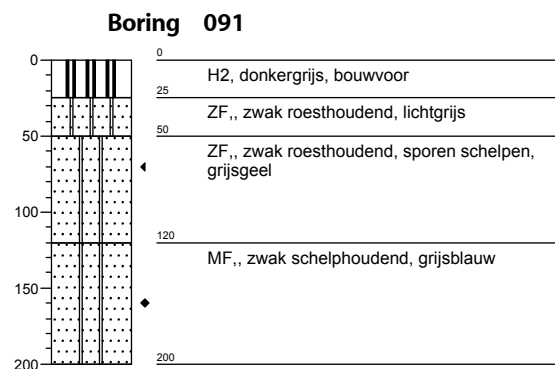 Boring 091
0
0
H2, donkergrijs, bouwvoor
25
ZF,, zwak roesthoudend, lichtgrijs
50
50
ZF,, zwak roesthoudend, sporen schelpen,
grijsgeel
100
120
MF,, zwak schelphoudend, grijsblauw
150
200
200